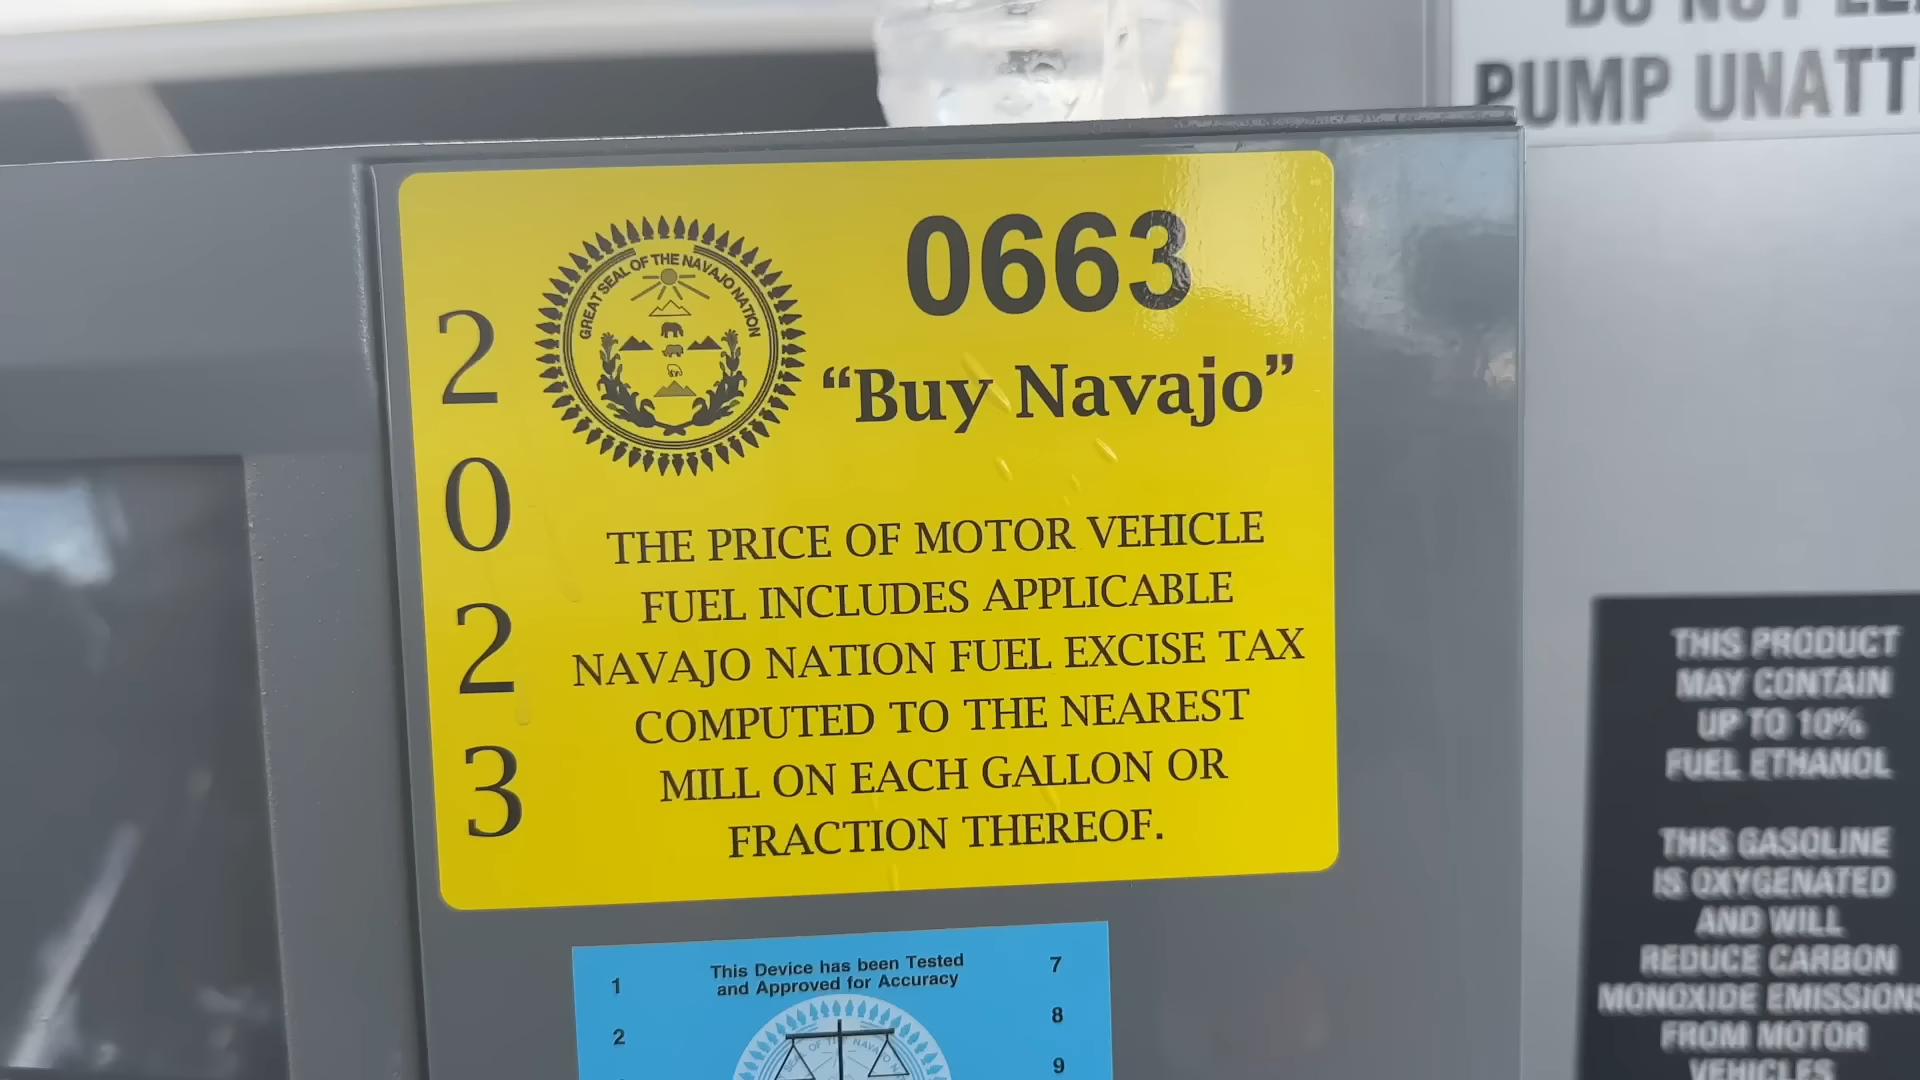 PUMP
0663
"Buy Navajo"
GREAT SEAL OF THE NAVAJO NATION
2
0
2
3
THE PRICE OF MOTOR VEHICLE
FUEL INCLUDES APPLICABLE
NAVAJO NATION FUEL EXCISE TAX
COMPUTED TO THE NEAREST
MILL ON EACH GALLON OR
FRACTION THEREOF.
This Device has been Tested
and Approved for Accuracy
1
2
7
8
9
THIS PRODUCT
MAY CONTAIN
UP TO 10%
FUEL ETHANOL
THIS GASOLINE
IS OXYGENATED
AND WILL
REDUCE CARBON
MONOXIDE EMISSIONS
FROM MOTOR
VEHICLES